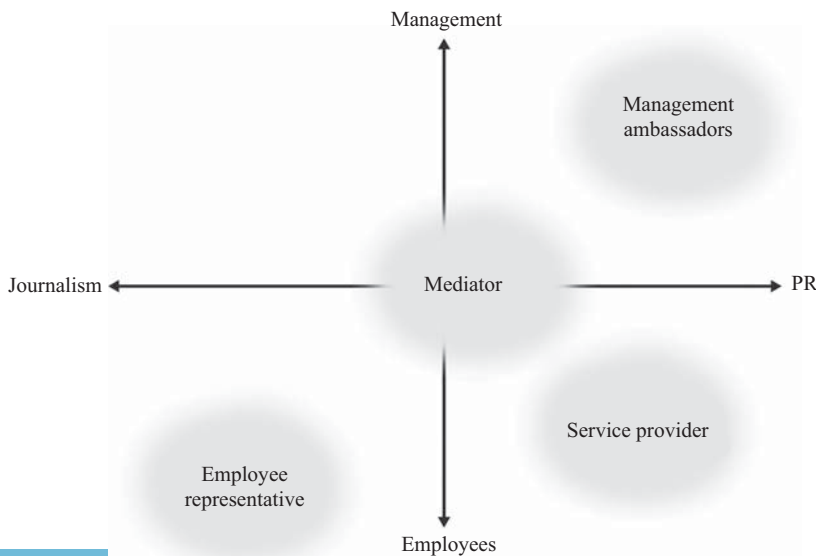 Management
Management
ambassadors
Journalism
Mediator
PR
Service provider
Employee
representative
Employees